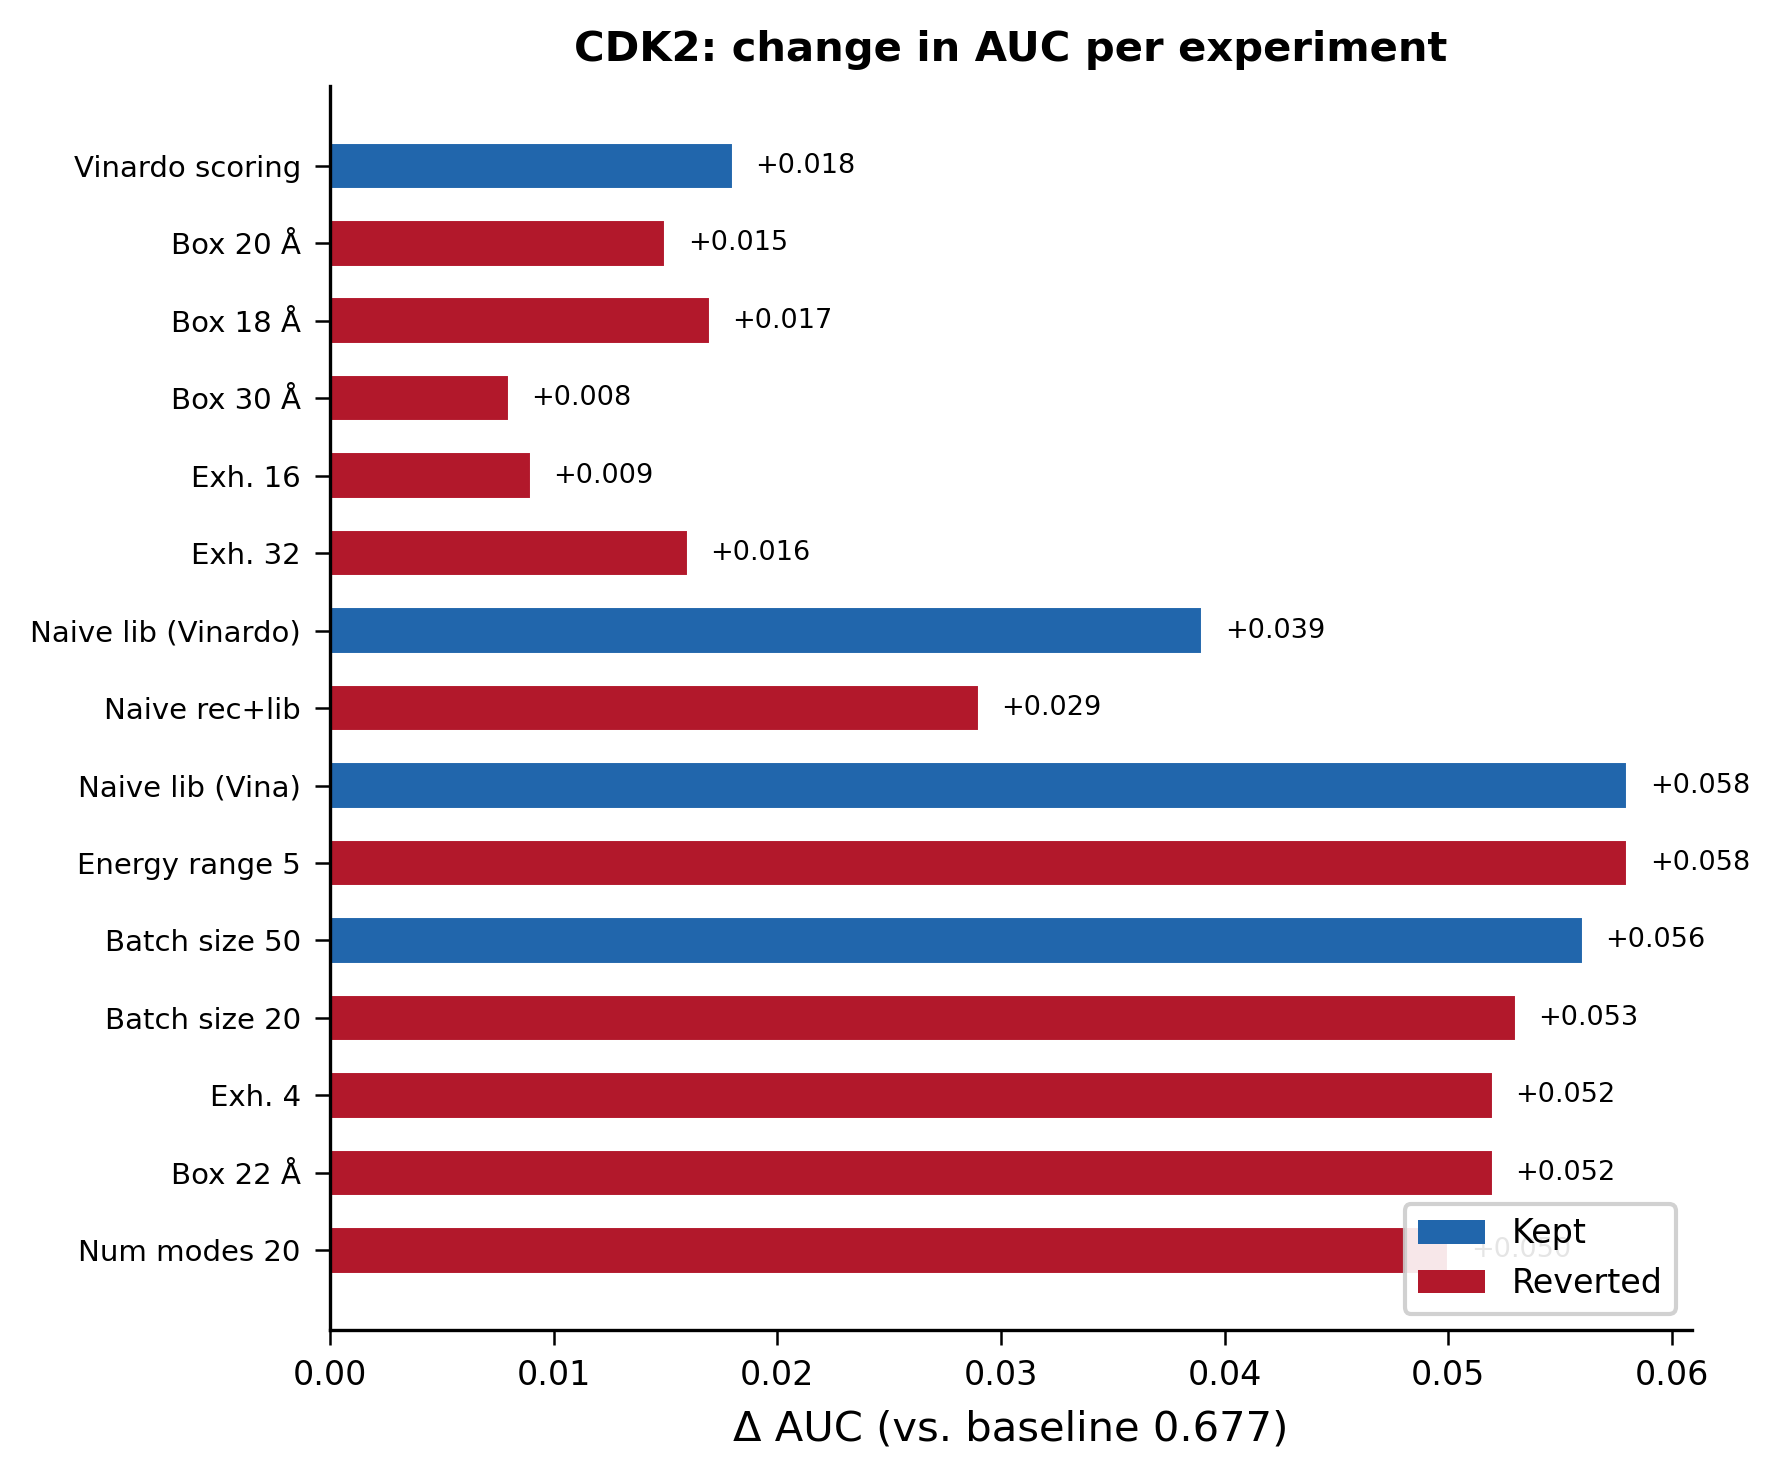 CDK2: change in AUC per experiment
Vinardo scoring +0.018
Box 20 Å +0.015
Box 18 Å +0.017
Box 30 Å +0.008
Exh. 16 +0.009
Exh. 32 +0.016
Naive lib (Vinardo) +0.039
Naive rec+lib +0.029
Naive lib (Vina) +0.058
Energy range 5 +0.058
Batch size 50 +0.056
Batch size 20 +0.053
Exh. 4 +0.052
Box 22 Å +0.052
Num modes 20 +0.050
Kept
Reverted
0.00 0.01 0.02 0.03 0.04 0.05 0.06
Δ AUC (vs. baseline 0.677)